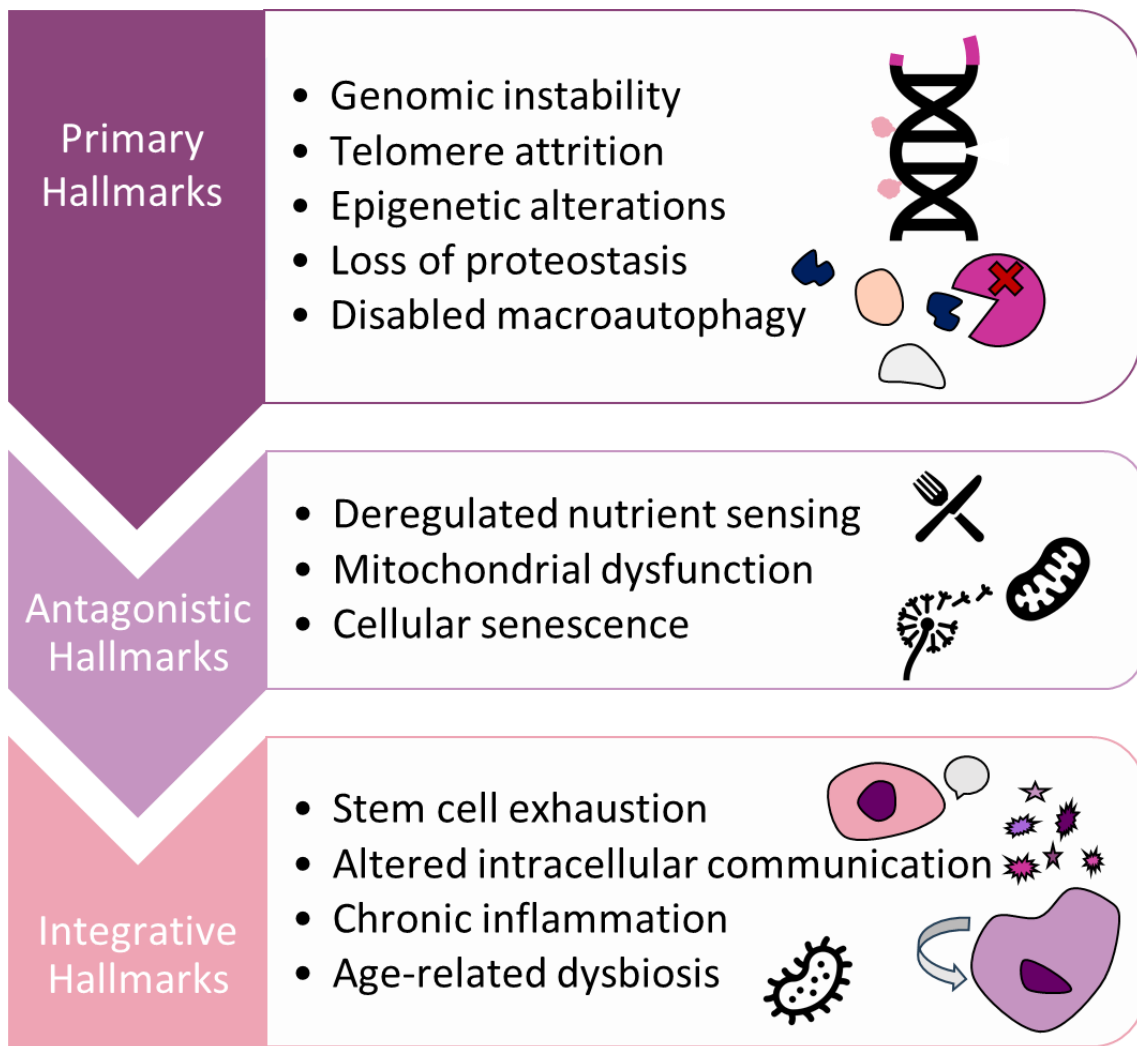 Primary
Hallmarks
• Genomic instability
• Telomere attrition
• Epigenetic alterations
• Loss of proteostasis
• Disabled macroautophagy
Antagonistic
Hallmarks
• Deregulated nutrient sensing
• Mitochondrial dysfunction
• Cellular senescence
Integrative
Hallmarks
• Stem cell exhaustion
• Altered intracellular communication
• Chronic inflammation
• Age-related dysbiosis